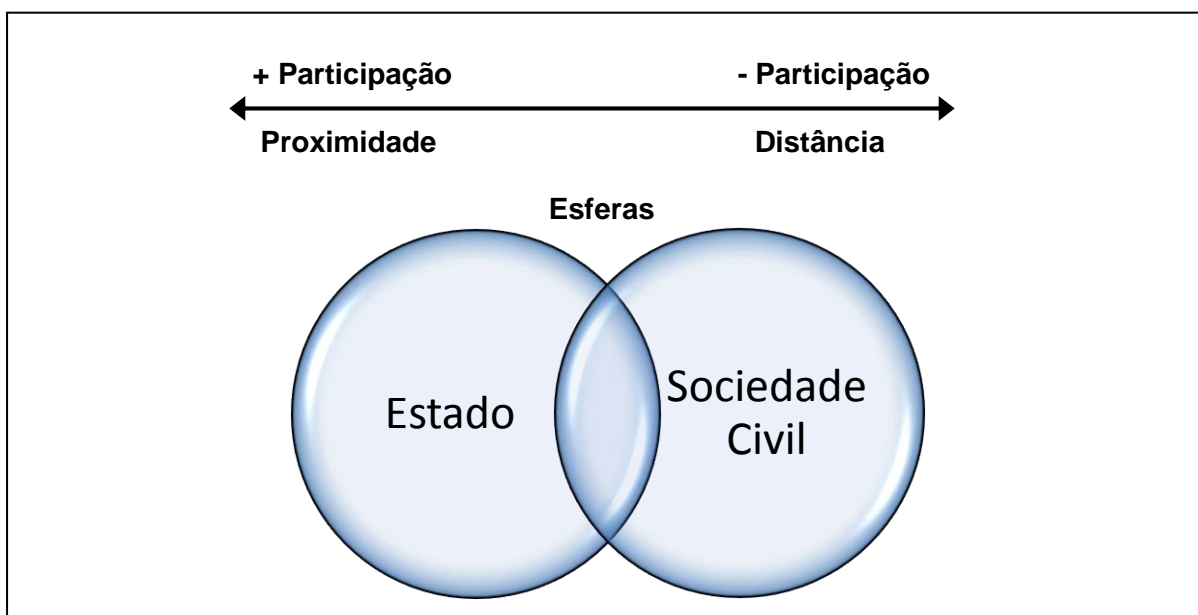 + Participação - Participação
Proximidade Distância
Esferas
Estado
Sociedade
Civil